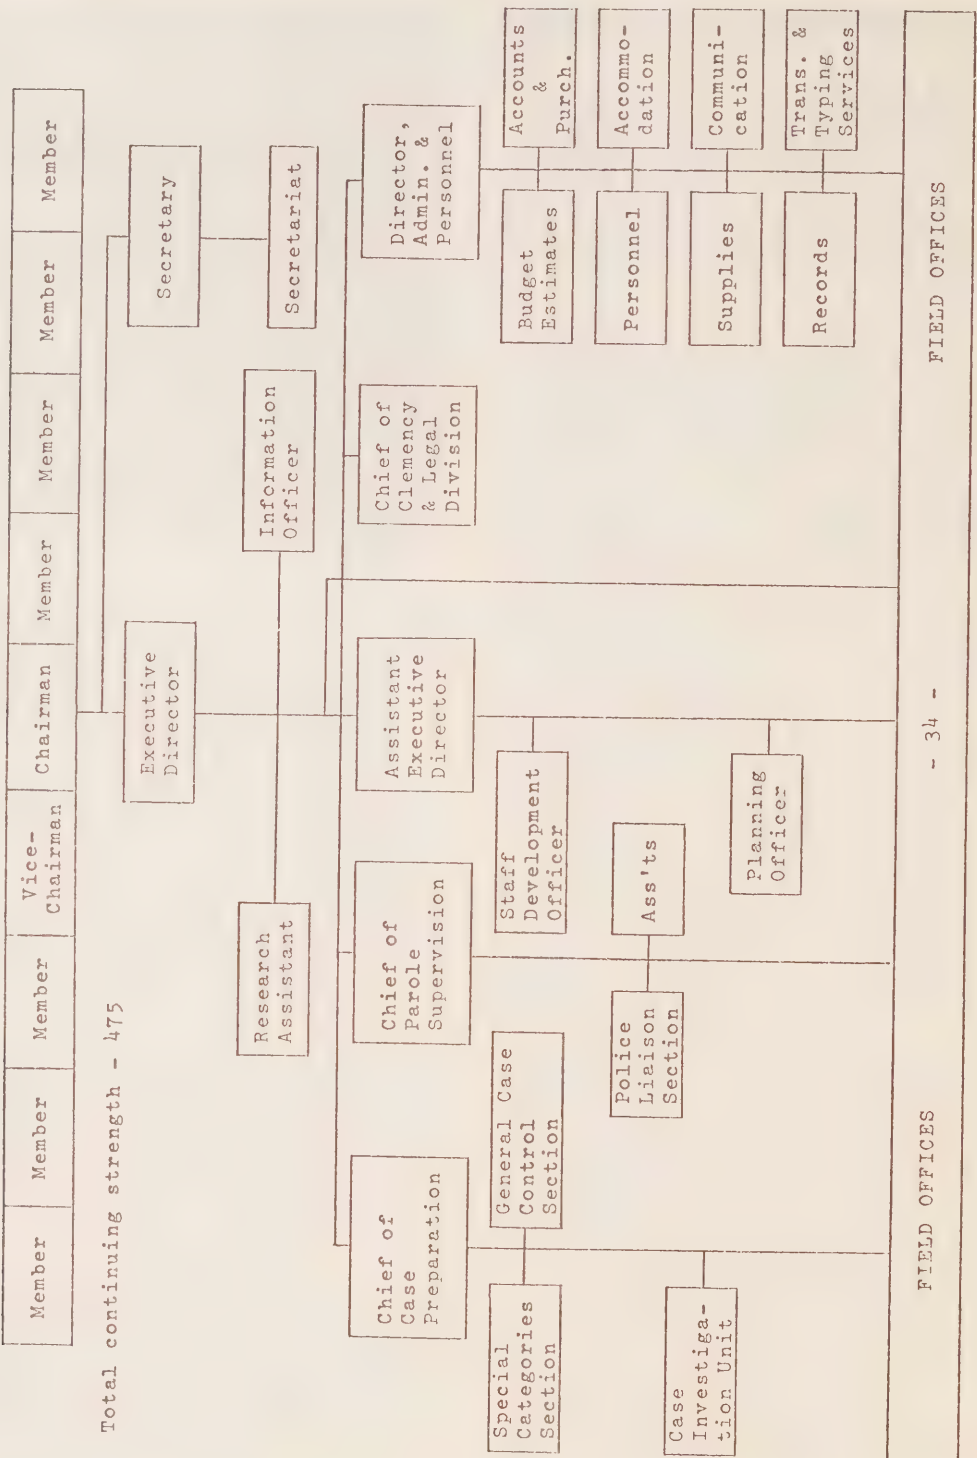 Member
Member
Member
Vice-
Chairman
Chairman
Member
Member
Member
Member
Total continuing strength - 475
Executive
Director
Secretary
Research
Assistant
Information
Officer
Secretariat
Chief of
Case
Preparation
Chief of
Parole
Supervision
Assistant
Executive
Director
Chief of
Clemency
& Legal
Division
Director,
Admin. &
Personnel
Special
Categories
Section
General Case
Control
Section
Staff
Development
Officer
Budget
Estimates
Accounts
&
Purch.
Police
Liaison
Section
Ass'ts
Personnel
Accommo-
dation
Case
Investiga-
tion Unit
Planning
Officer
Supplies
Communi-
cation
Records
Trans. &
Typing
Services
FIELD OFFICES
FIELD OFFICES
- 34 -